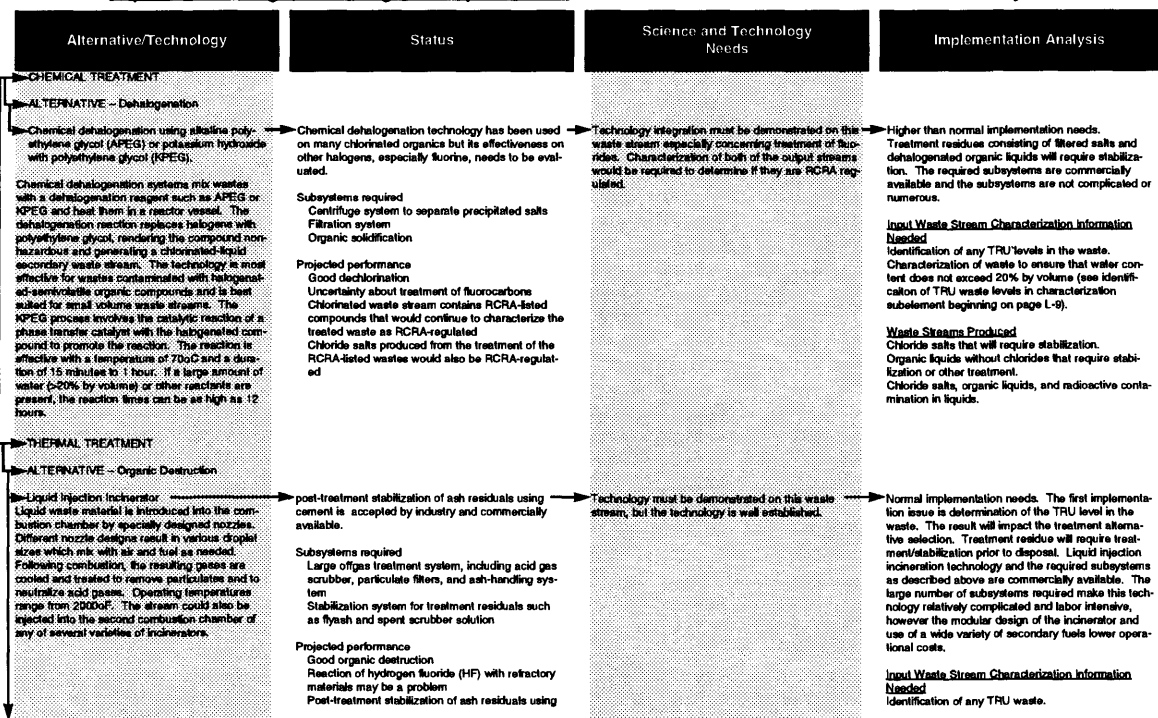 Alternative/Technology
Status
Science and Technology
Needs
Implementation Analysis
CHEMICAL TREATMENT
ALTERNATIVE – Dehalogenation
Chemical dehalogenation using alkaline poly-
ethylene glycol (APEG) or potassium hydroxide
with polyethylene glycol (KPEG).
Chemical dehalogenation systems mix wastes
with a dehalogenation reagent such as APEG or
KPEG and heat them in a reactor vessel. The
dehalogenation reaction replaces halogens with
polyethylene glycol, rendering the compound non-
hazardous and generating a chlorinated-liquid
secondary waste stream. The technology is most
effective for wastes contaminated with halogenat-
ed-semivolatile organic compounds and is best
suited for small volume waste streams. The
KPEG process involves the catalytic reaction of a
phase transfer catalyst with the halogenated com-
pound to promote the reaction. The reaction is
effective with a temperature of 70oC and a dura-
tion of 15 minutes to 1 hour. If a large amount of
water (>20% by volume) or other reactants are
present, the reaction times can be as high as 12
hours.
Chemical dehalogenation technology has been used
on many chlorinated organics but its effectiveness on
other halogens, especially fluorine, needs to be eval-
uated.
Subsystems required
Centrifuge system to separate precipitated salts
Filtration system
Organic solidification
Projected performance
Good dechlorination
Uncertainty about treatment of fluorocarbons
Chlorinated waste stream contains RCRA-listed
compounds that would continue to characterize the
treated waste as RCRA-regulated
Chloride salts produced from the treatment of the
RCRA-listed wastes would also be RCRA-regulat-
ed
Technology integration must be demonstrated on this
waste stream especially concerning treatment of fluo-
rides. Characterization of both of the output streams
would be required to determine if they are RCRA reg-
ulated.
Higher than normal implementation needs.
Treatment residues consisting of filtered salts and
dehalogenated organic liquids will require stabiliza-
tion. The required subsystems are commercially
available and the subsystems are not complicated or
numerous.
Input Waste Stream Characterization Information
Needed
Identification of any TRU levels in the waste.
Characterization of waste to ensure that water con-
tent does not exceed 20% by volume (see identifi-
caiton of TRU waste levels in characterization
subelement beginning on page L-9).
Waste Streams Produced
Chloride salts that will require stabilization.
Organic liquids without chlorides that require stabi-
lization or other treatment.
Chloride salts, organic liquids, and radioactive conta-
mination in liquids.
THERMAL TREATMENT
ALTERNATIVE – Organic Destruction
Liquid Injection Incinerator
Liquid waste material is introduced into the com-
bustion chamber by specially designed nozzles.
Different nozzle designs result in various droplet
sizes which mix with air and fuel as needed.
Following combustion, the resulting gases are
cooled and treated to remove particulates and to
neutralize acid gases. Operating temperatures
range from 2000oF. The stream could also be
injected into the second combustion chamber of
any of several varieties of incinerators.
post-treatment stabilization of ash residuals using
cement is accepted by industry and commercially
available.
Subsystems required
Large offgas treatment system, including acid gas
scrubber, particulate filters, and ash-handling sys-
tem
Stabilization system for treatment residuals such
as flyash and spent scrubber solution
Projected performance
Good organic destruction
Reaction of hydrogen fluoride (HF) with refractory
materials may be a problem
Post-treatment stabilization of ash residuals using
Technology must be demonstrated on this waste
stream, but the technology is well established.
Normal implementation needs. The first implementa-
tion issue is determination of the TRU level in the
waste. The result will impact the treatment alterna-
tive selection. Treatment residue will require treat-
ment/stabilization prior to disposal. Liquid injection
incineration technology and the required subsystems
as described above are commercially available. The
large number of subsystems required make this tech-
nology relatively complicated and labor intensive,
however the modular design of the incinerator and
use of a wide variety of secondary fuels lower opera-
tional costs.
Input Waste Stream Characterization Information
Needed
Identification of any TRU waste.